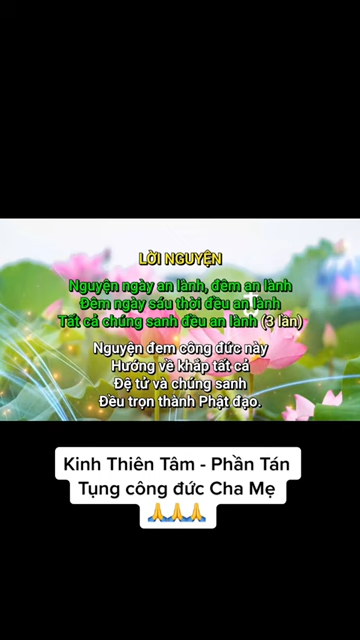 LỜI NGUYỆN
Nguyện ngày an lành, đêm an lành
Đêm ngày sáu thời đều an lành
Tất cả chúng sanh đều an lành (3 lần)
Nguyện đem công đức này
Hướng về khắp tất cả
Đệ tử và chúng sanh
Đều trọn thành Phật đạo.
Kinh Thiên Tâm - Phần Tán
Tụng công đức Cha Mẹ
🙏🙏🙏